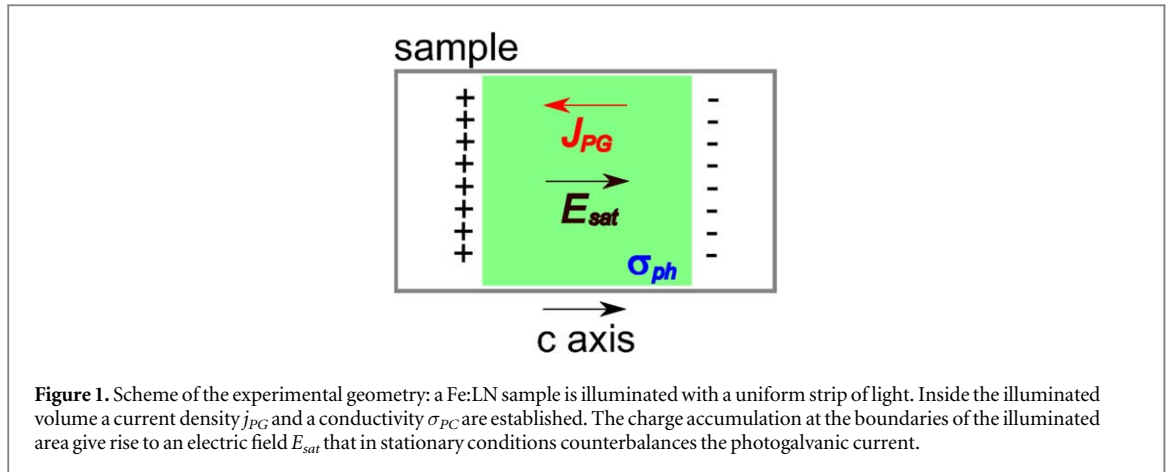 sample
+ -
+ -
+ -
+ -
+ -
+ -
+ -
+ -
J_PG
E_sat
σ_ph
c axis
Figure 1. Scheme of the experimental geometry: a Fe:LN sample is illuminated with a uniform strip of light. Inside the illuminated
volume a current density j_PG and a conductivity σ_PC are established. The charge accumulation at the boundaries of the illuminated
area give rise to an electric field E_sat that in stationary conditions counterbalances the photogalvanic current.